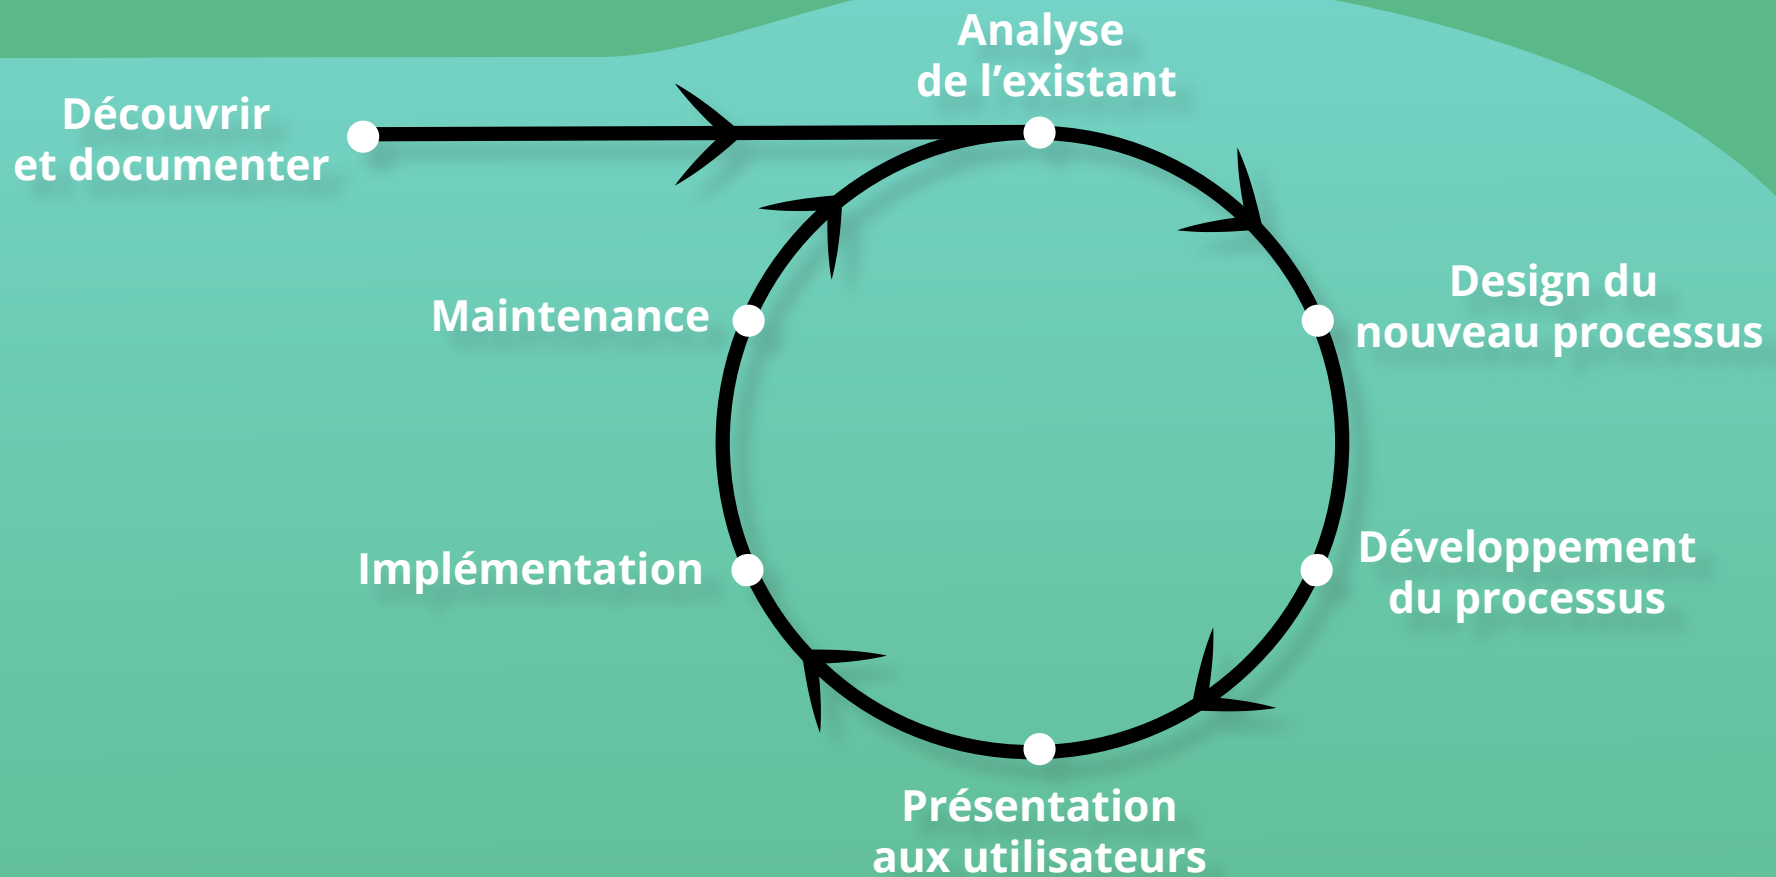 Analyse
de l’existant
Découvrir
et documenter
Design du
nouveau processus
Maintenance
Développement
du processus
Implémentation
Présentation
aux utilisateurs